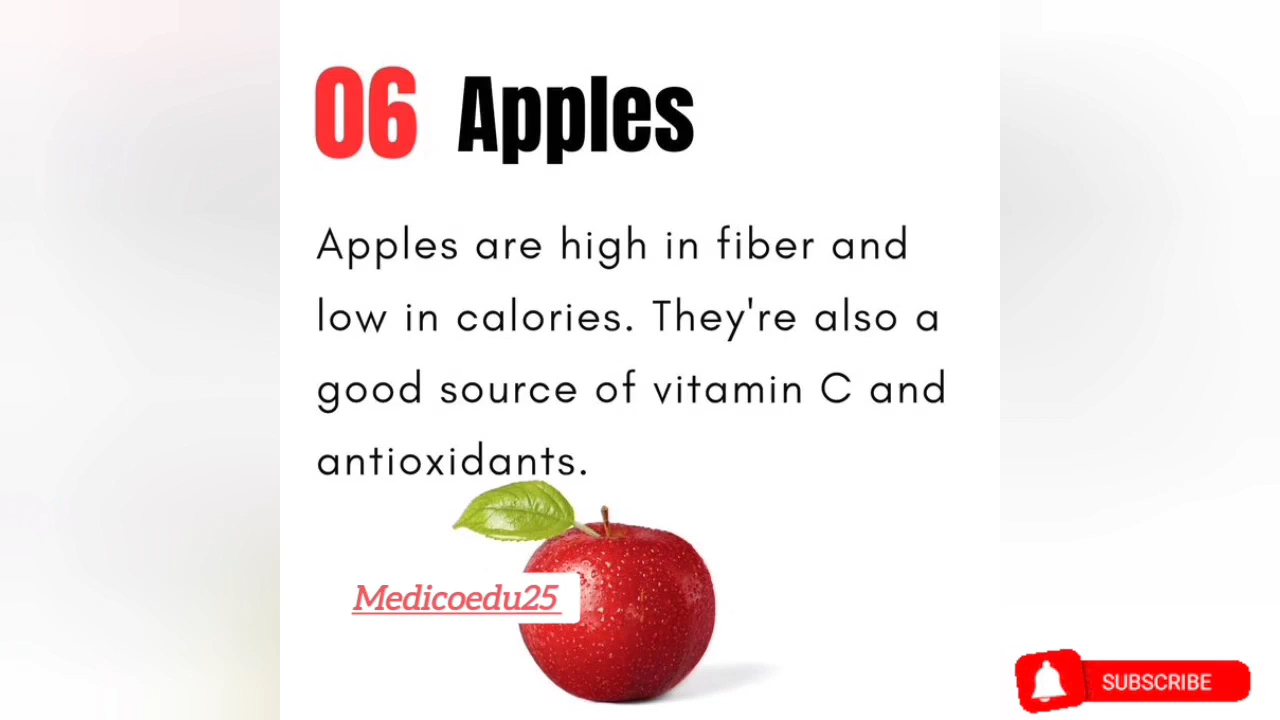 06 Apples
Apples are high in fiber and
low in calories. They're also a
good source of vitamin C and
antioxidants.
Medicoedu25
SUBSCRIBE